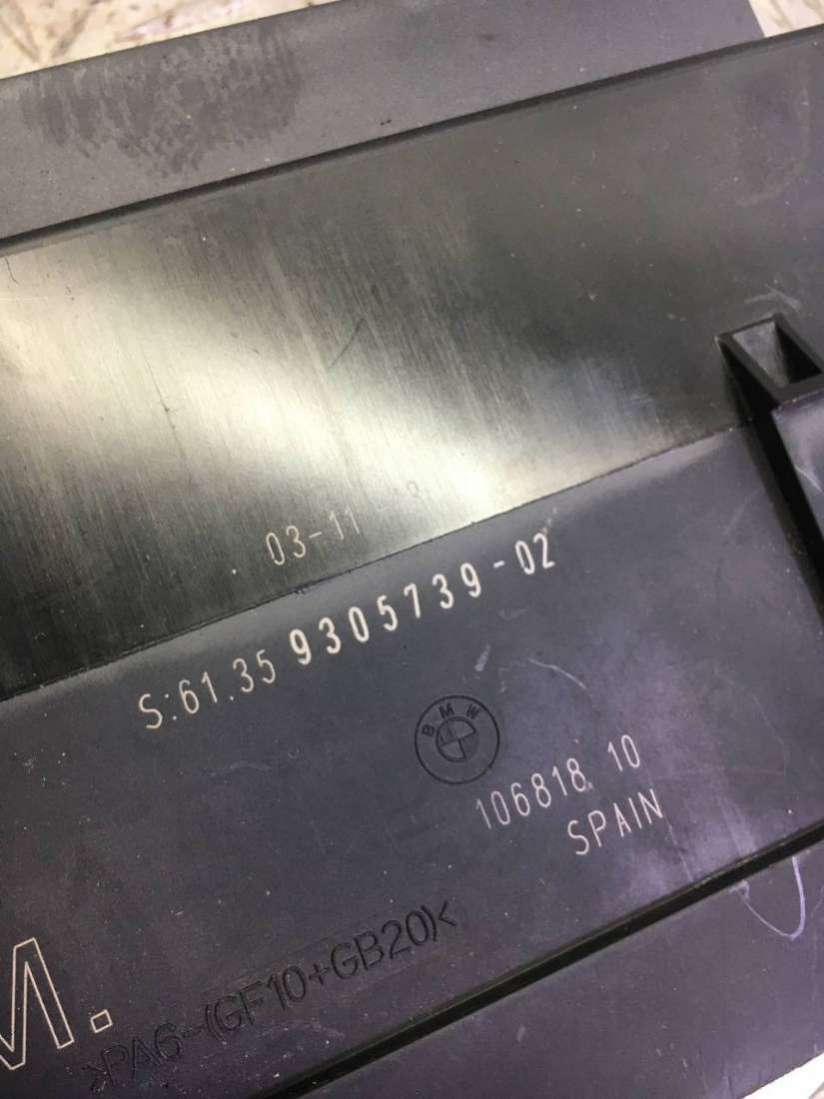 03-11
S:61.35 9305739-02
BMW
106818.10
SPAIN
M.
>PA6-(GF10+GB20)<